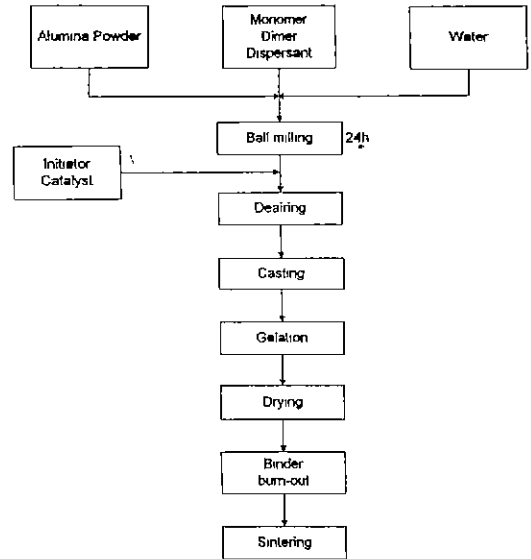 Alumina Powder
Monomer
Dimer
Dispersant
Water
Ball milling
24h
Initiator
Catalyst
Deairing
Casting
Gelation
Drying
Binder
burn-out
Sintering